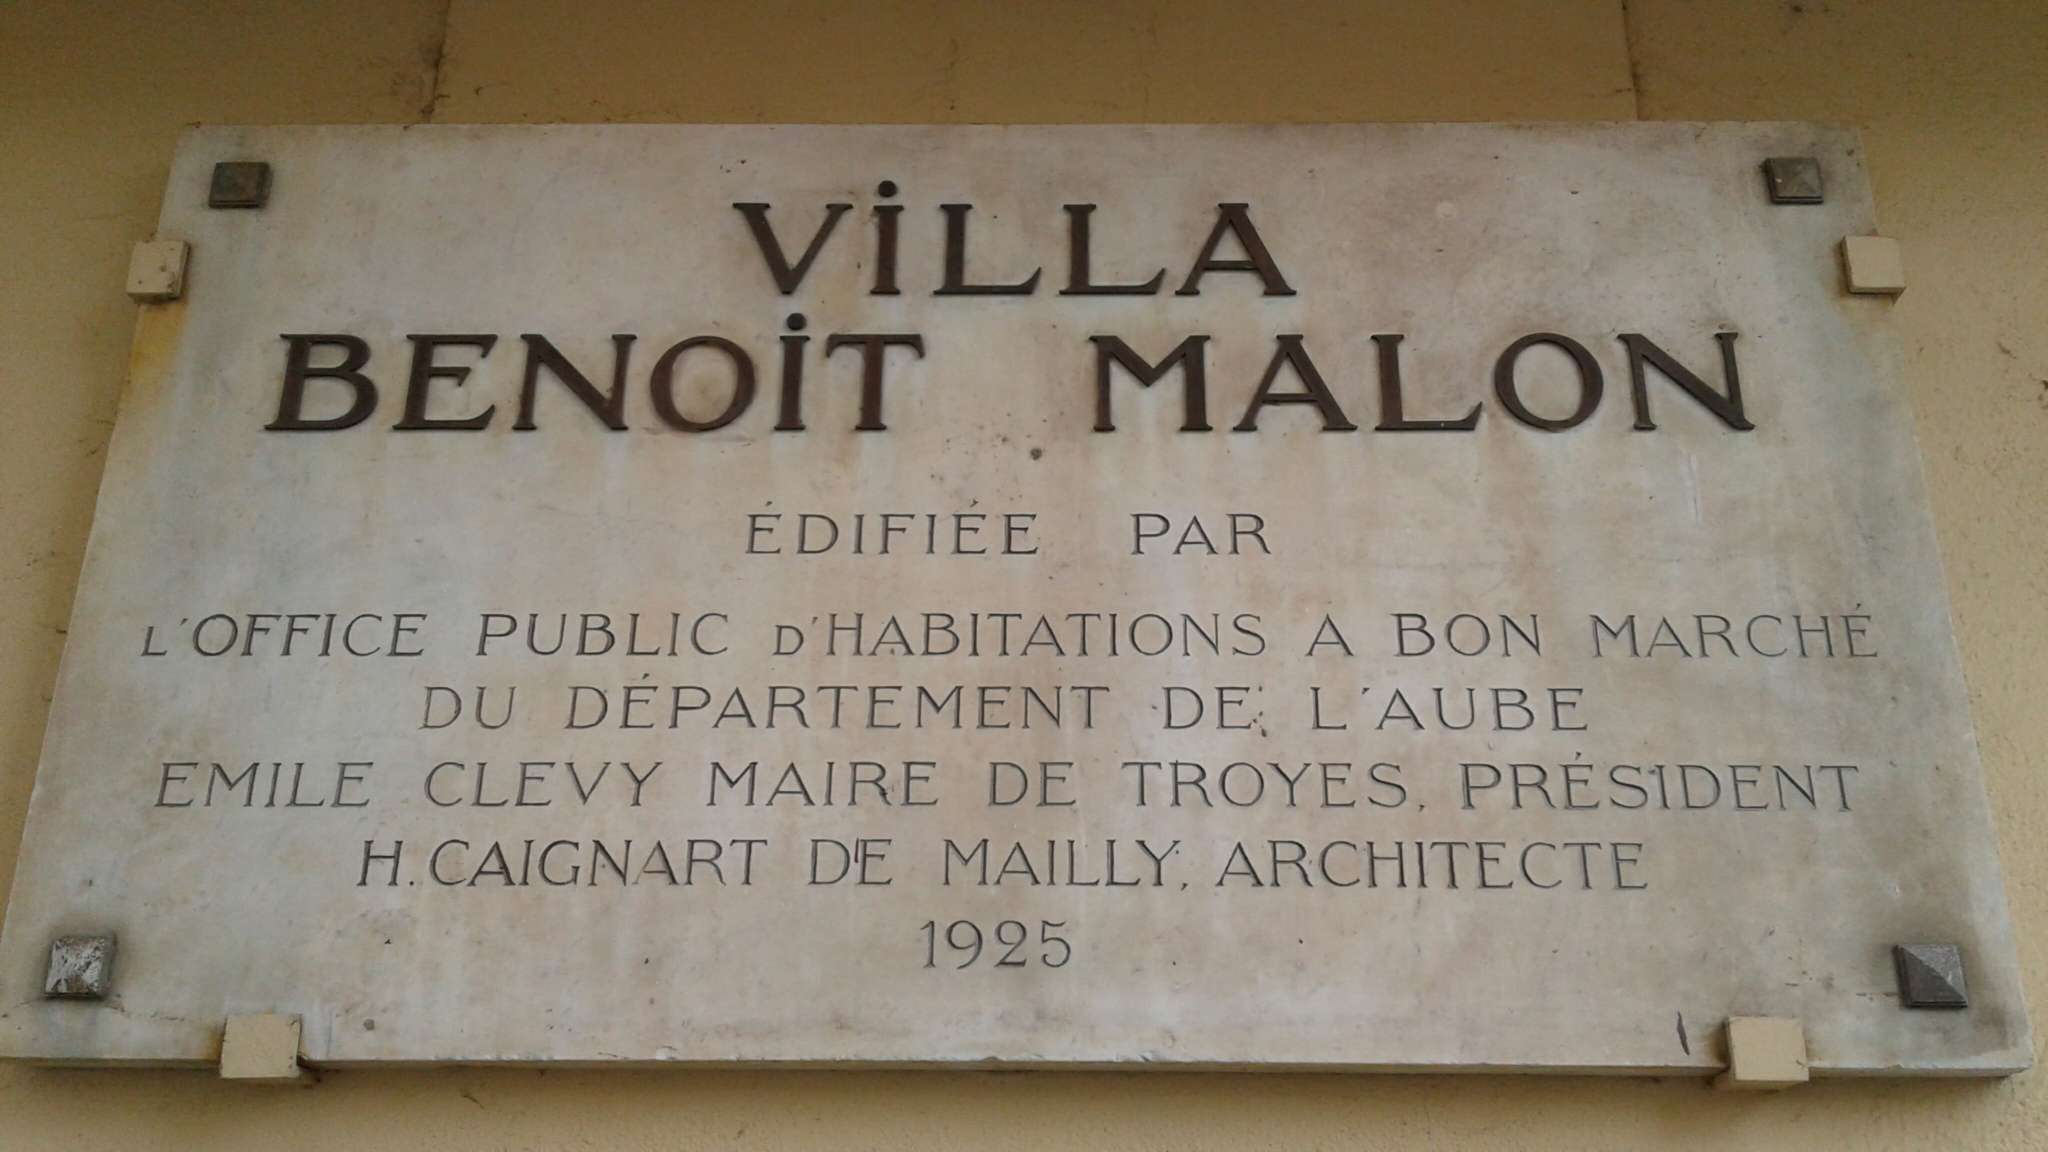 ViLLA
BENOiT MALON
ÉDIFIÉE PAR
L'OFFICE PUBLIC D'HABITATIONS A BON MARCHÉ
DU DÉPARTEMENT DE L'AUBE
EMILE CLEVY MAIRE DE TROYES, PRÉSIDENT
H. CAIGNART DE MAILLY, ARCHITECTE
1925